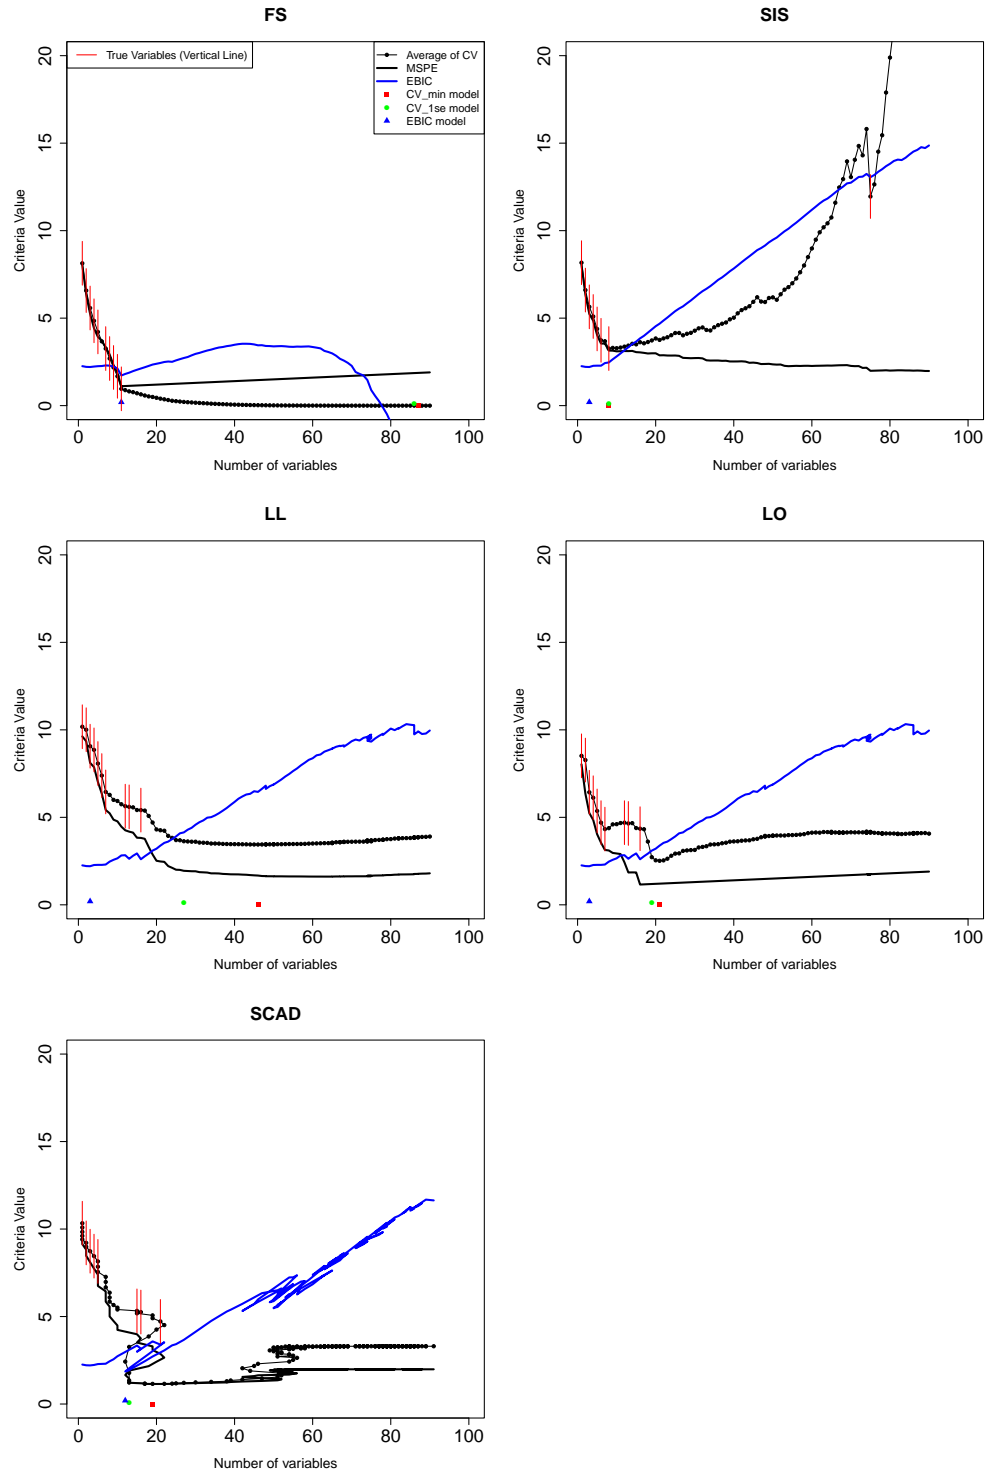 FS
Criteria Value
0 5 10 15 20
True Variables (Vertical Line)
Average of CV
MSPE
EBIC
CV_min model
CV_1se model
EBIC model
0 20 40 60 80 100
Number of variables
SIS
Criteria Value
0 5 10 15 20
0 20 40 60 80 100
Number of variables
LL
Criteria Value
0 5 10 15 20
0 20 40 60 80 100
Number of variables
LO
Criteria Value
0 5 10 15 20
0 20 40 60 80 100
Number of variables
SCAD
Criteria Value
0 5 10 15 20
0 20 40 60 80 100
Number of variables